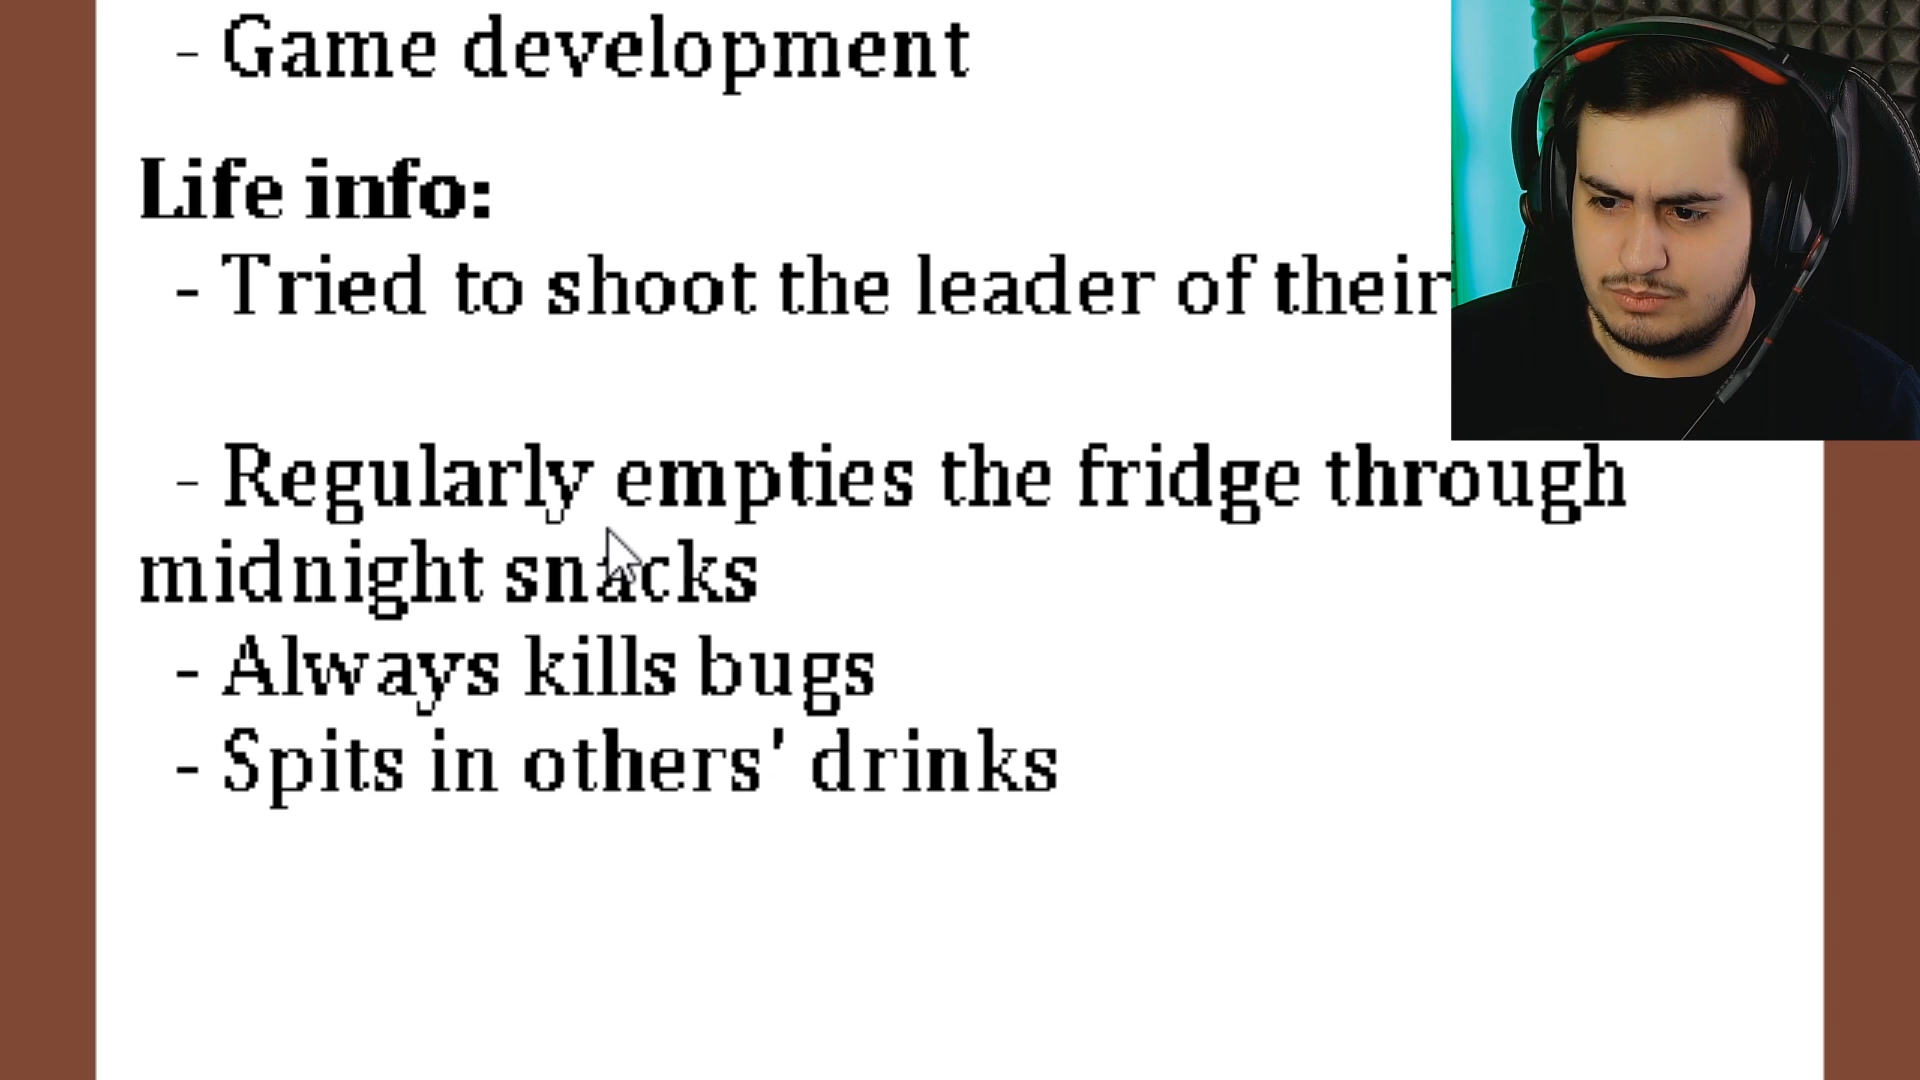 - Game development
Life info:
- Tried to shoot the leader of their
- Regularly empties the fridge through
midnight snacks
- Always kills bugs
- Spits in others' drinks